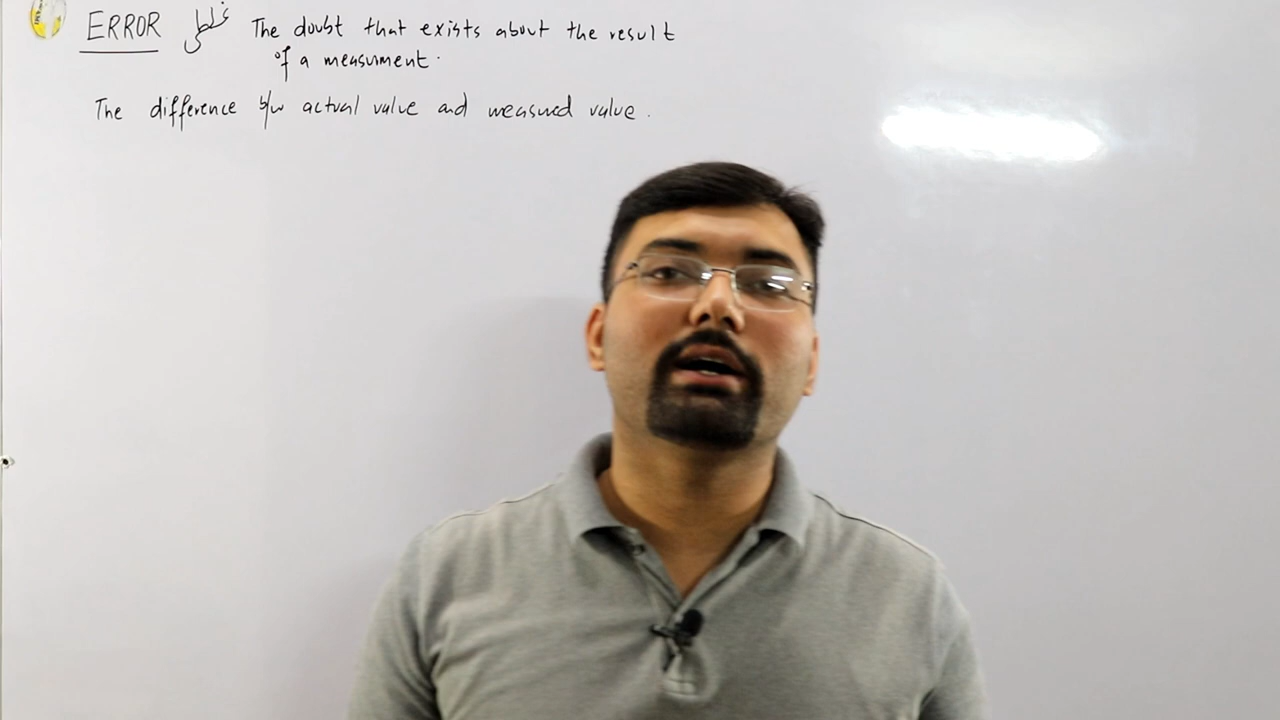 ERROR غلطی The doubt that exists about the result
of a measurment.
The difference b/w actual value and measured value.